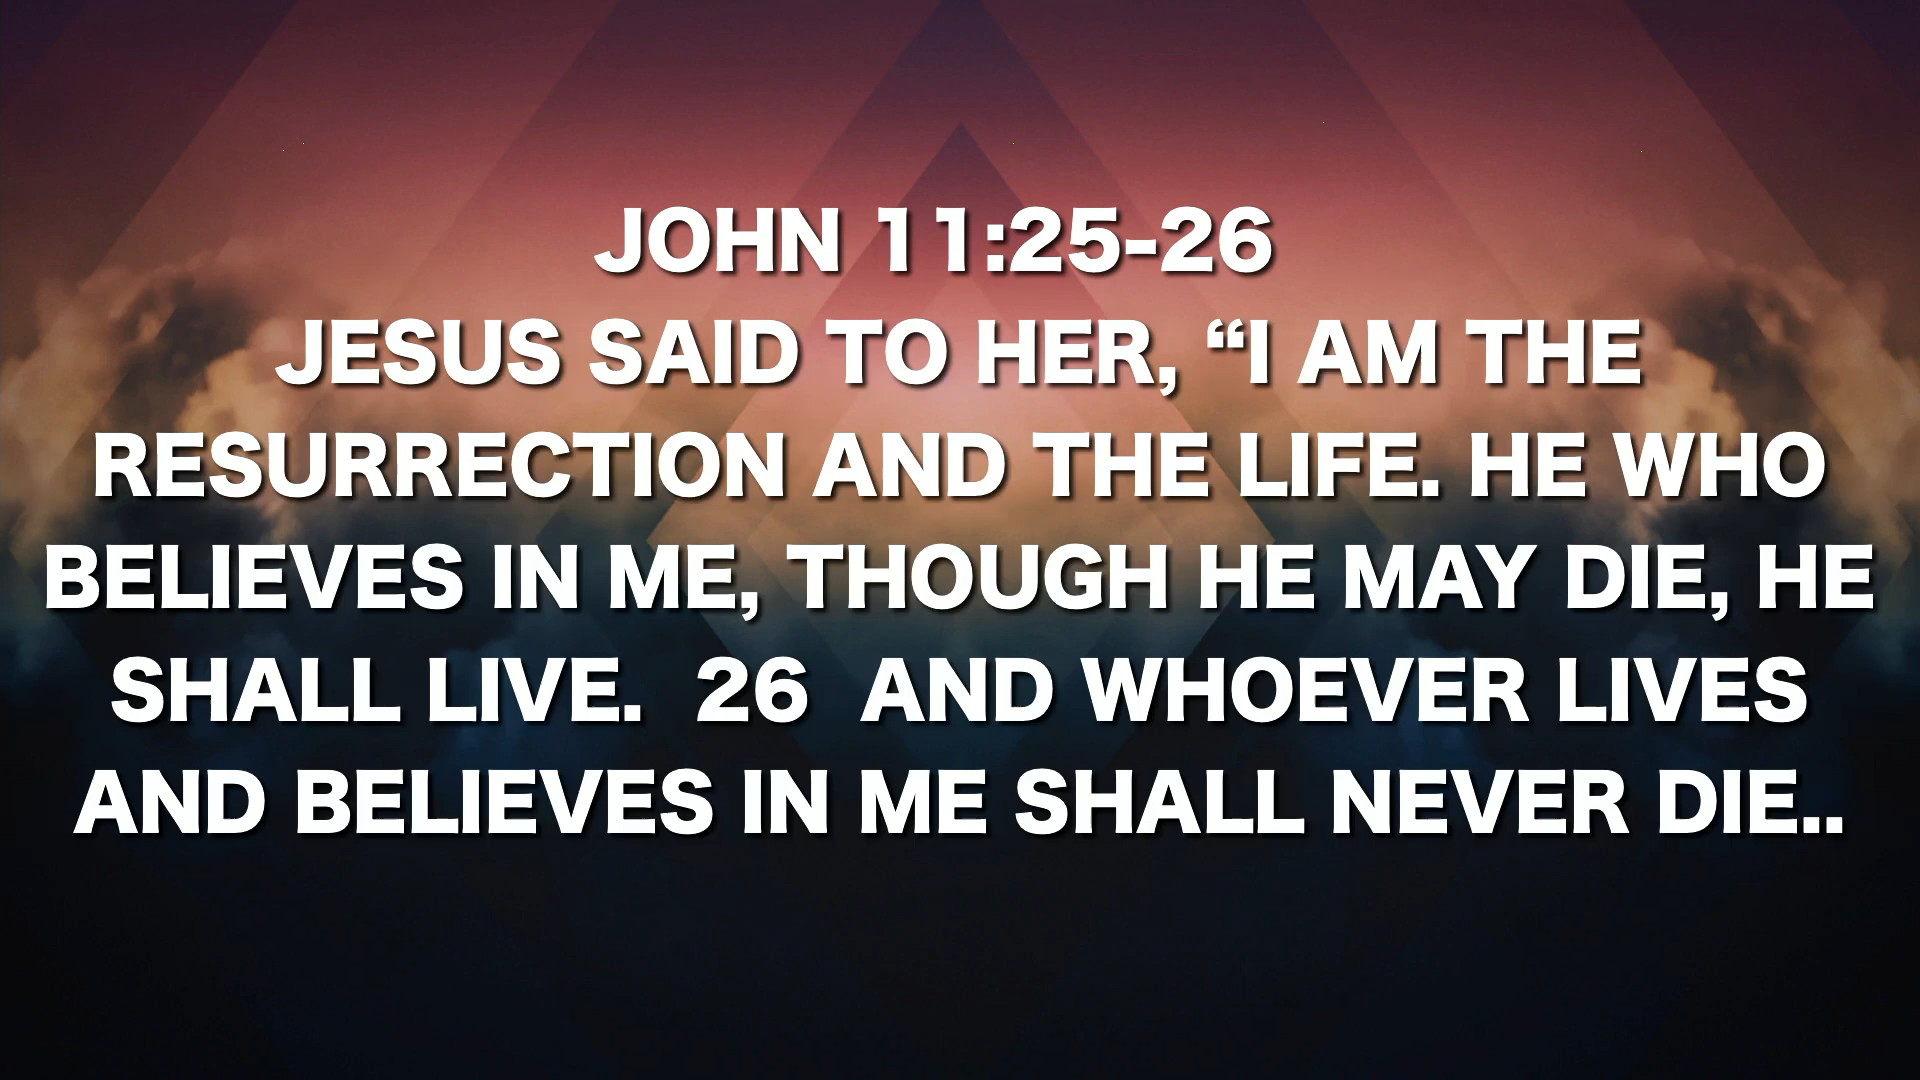 JOHN 11:25-26
JESUS SAID TO HER, “I AM THE
RESURRECTION AND THE LIFE. HE WHO
BELIEVES IN ME, THOUGH HE MAY DIE, HE
SHALL LIVE.  26  AND WHOEVER LIVES
AND BELIEVES IN ME SHALL NEVER DIE..